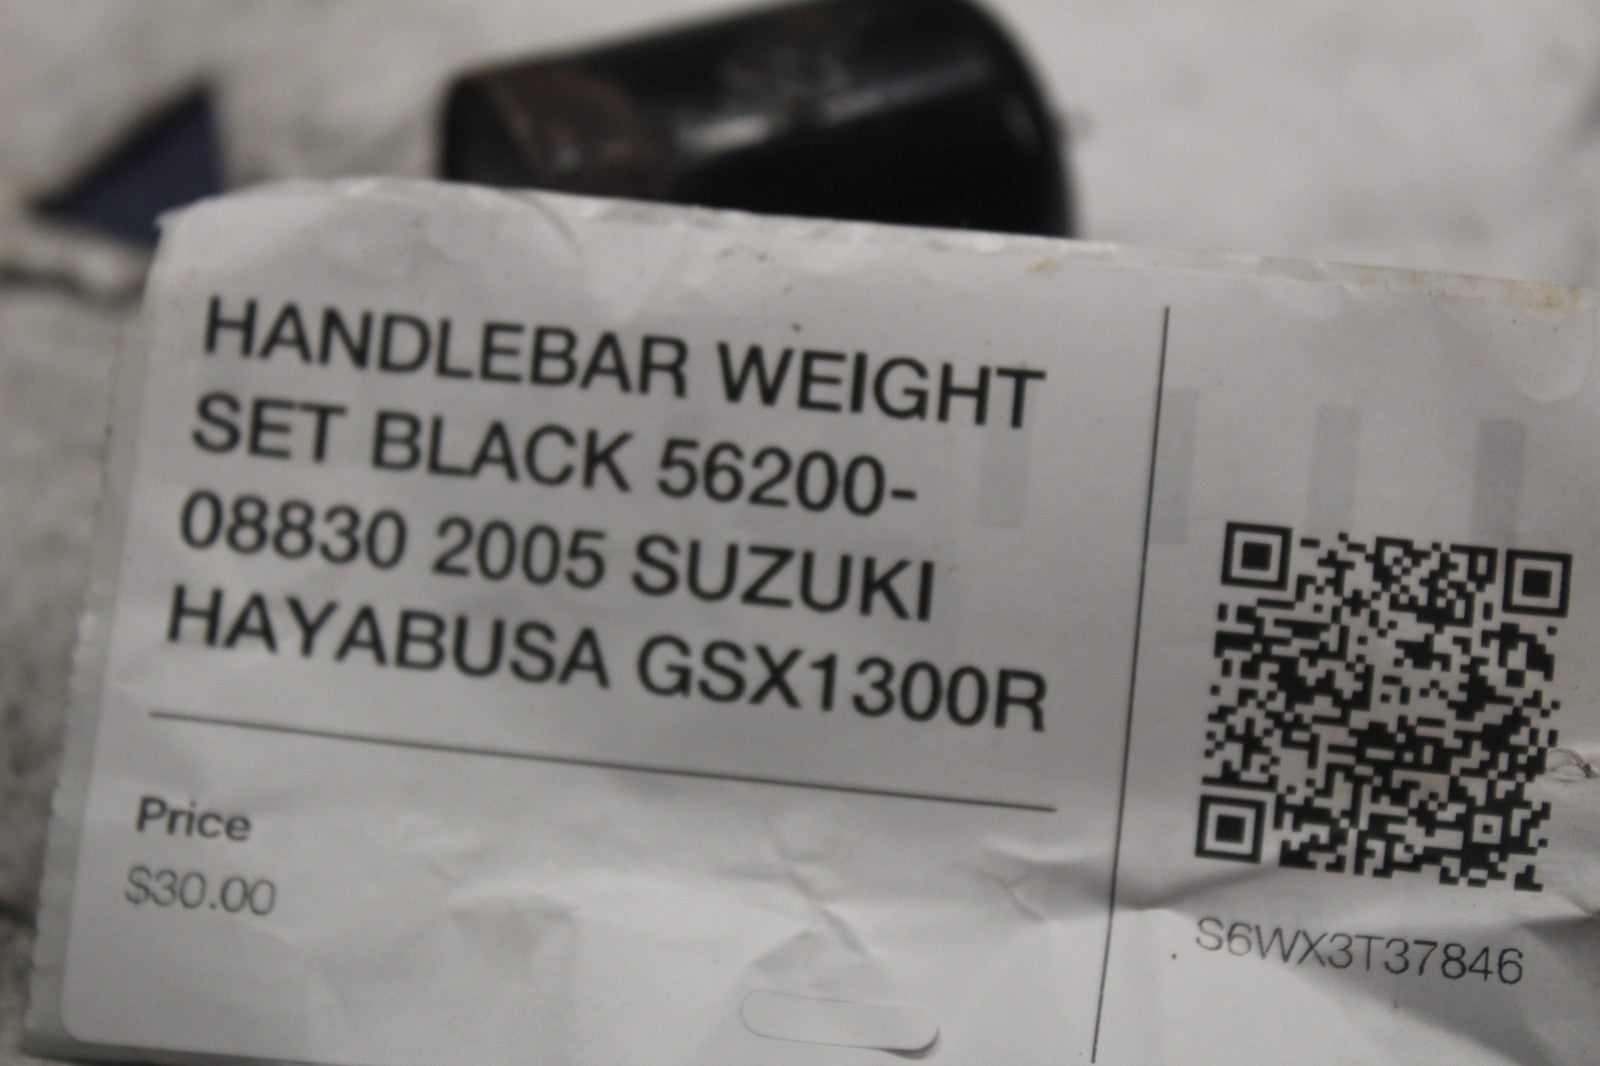 HANDLEBAR WEIGHT
SET BLACK 56200-
08830 2005 SUZUKI
HAYABUSA GSX1300R
Price
$30.00
S6WX3T37846